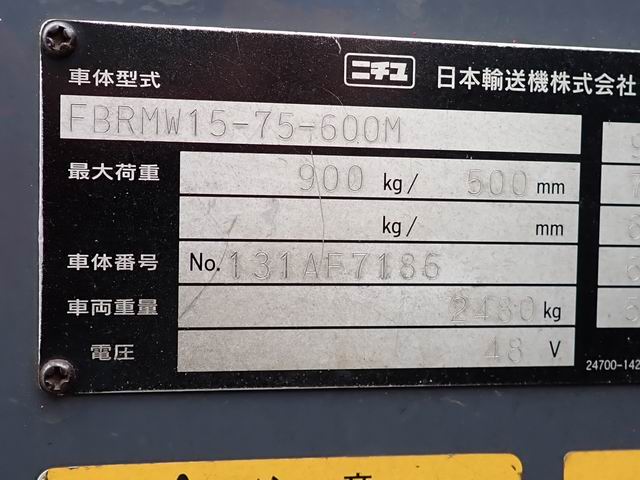 車体型式 ニチユ 日本輸送機株式会社
FBRMW15-75-600M
最大荷重 900 kg/ 500 mm
kg/ mm
車体番号 No. 131AF7186
車両重量 2480 kg
電圧 48 V
24700-142